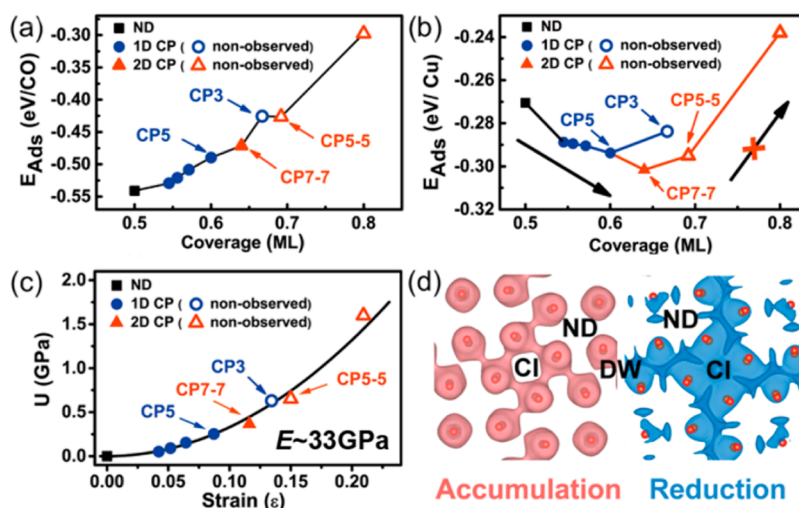 (a)
-0.30
-0.35
-0.40
-0.45
-0.50
-0.55
E_Ads (eV/CO)
ND
1D CP ( non-observed)
2D CP ( non-observed)
CP3
CP5
CP5-5
CP7-7
0.5 0.6 0.7 0.8
Coverage (ML)
(b)
-0.24
-0.26
-0.28
-0.30
-0.32
E_Ads (eV/ Cu)
ND
1D CP ( non-observed)
2D CP ( non-observed)
CP3
CP5
CP5-5
CP7-7
0.5 0.6 0.7 0.8
Coverage (ML)
(c)
2.0
1.5
1.0
0.5
0.0
U (GPa)
ND
1D CP ( non-observed)
2D CP ( non-observed)
CP3
CP7-7
CP5
CP5-5
E~33GPa
0.00 0.05 0.10 0.15 0.20
Strain (ε)
(d)
ND
CI
DW
ND
CI
Accumulation
Reduction